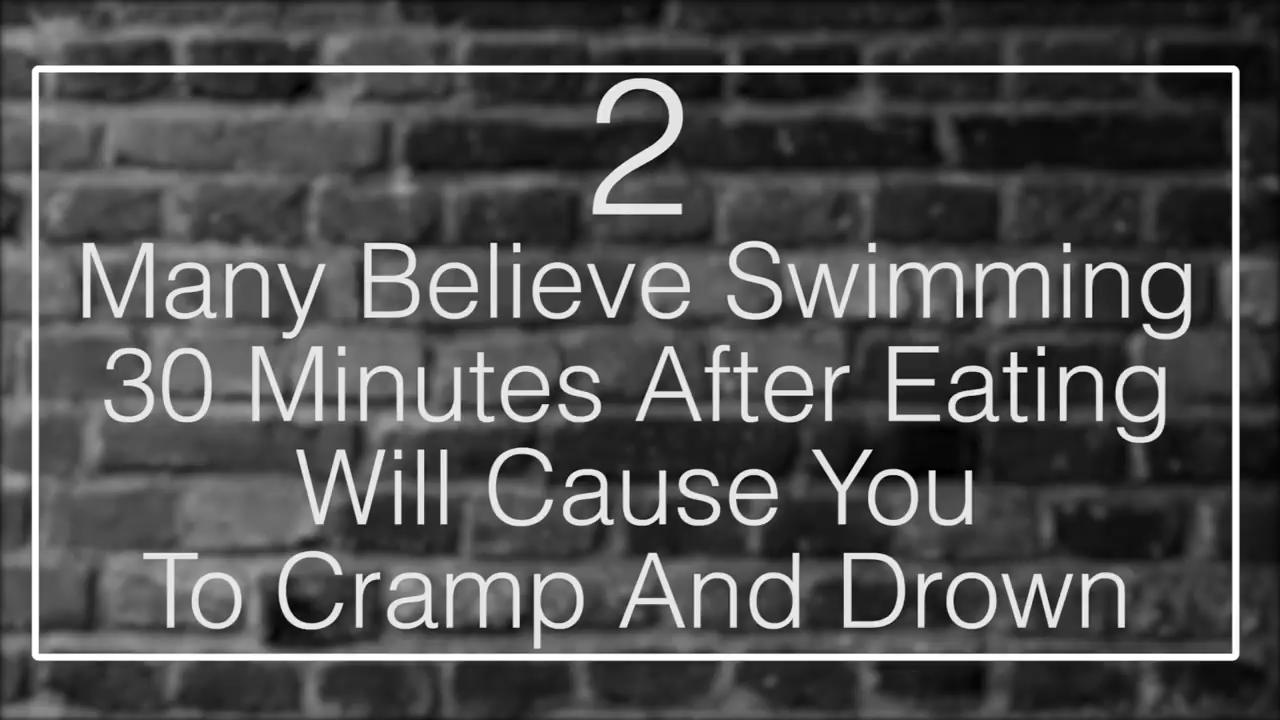 2
Many Believe Swimming
30 Minutes After Eating
Will Cause You
To Cramp And Drown